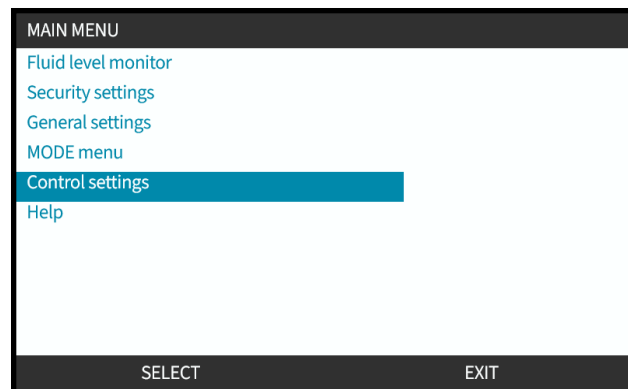 MAIN MENU
Fluid level monitor
Security settings
General settings
MODE menu
Control settings
Help
SELECT EXIT